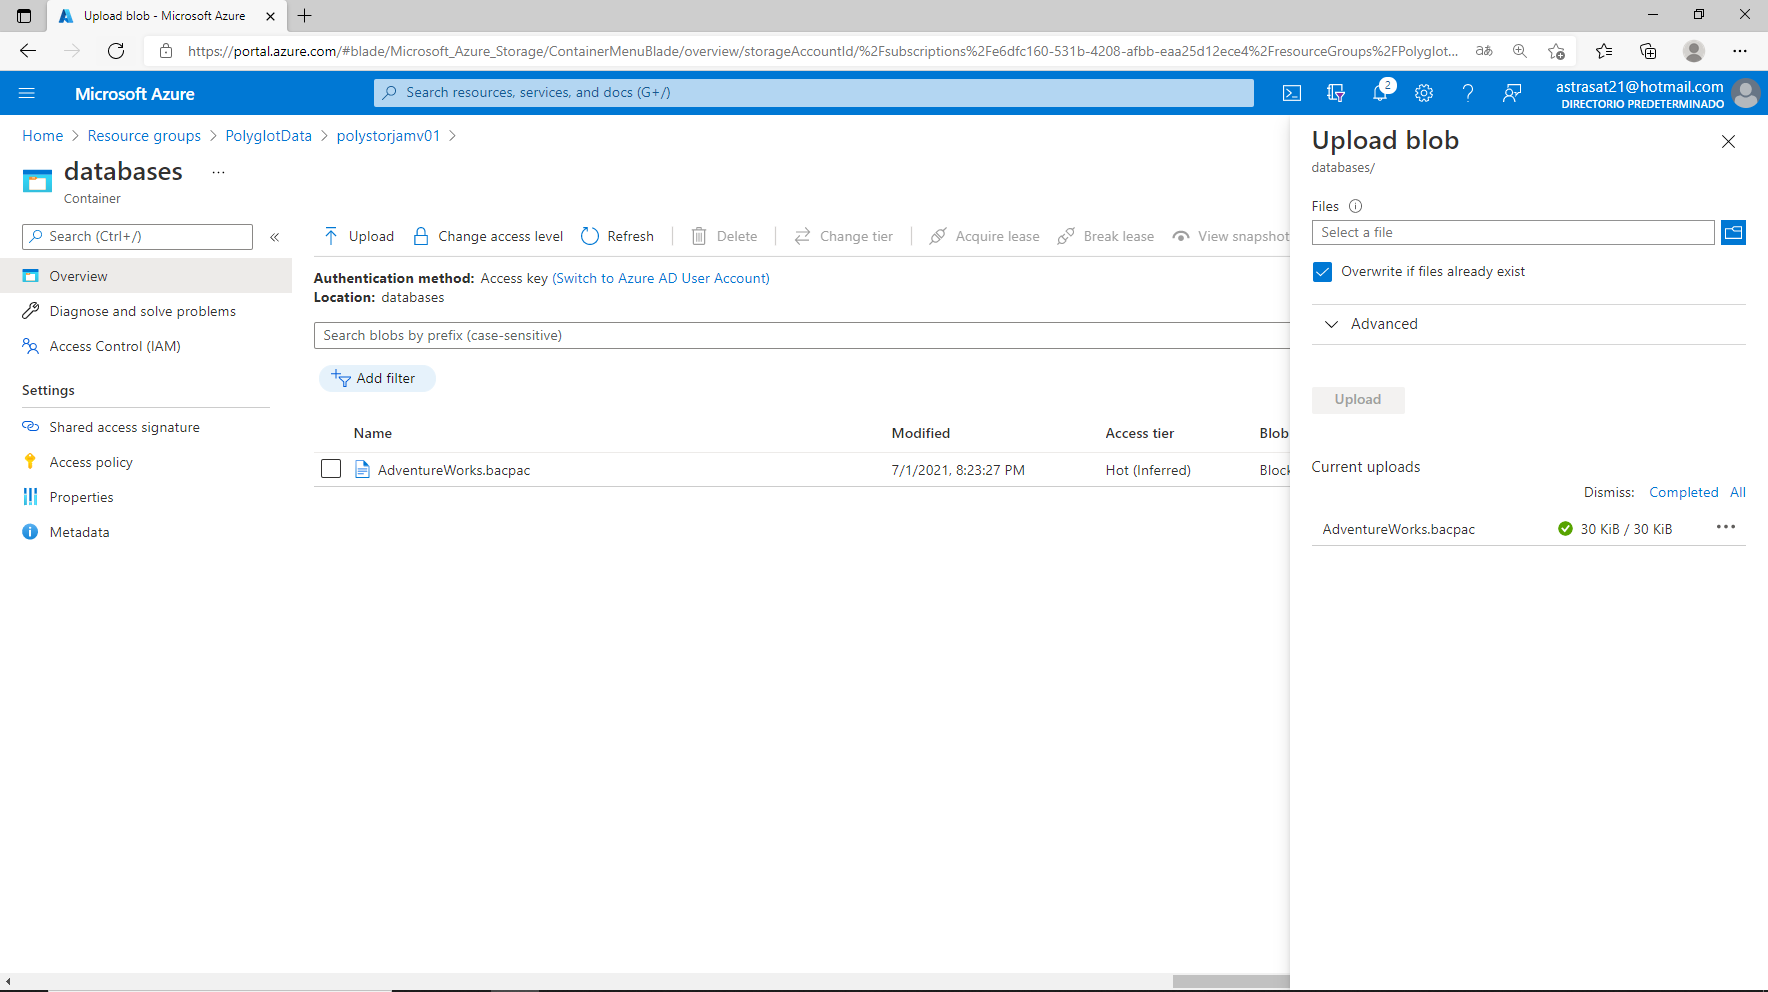 Upload blob - Microsoft Azure
https://portal.azure.com/#blade/Microsoft_Azure_Storage/ContainerMenuBlade/overview/storageAccountId/%2Fsubscriptions%2Fe6dfc160-531b-4208-afbb-eaa25d12ece4%2FresourceGroups%2FPolyglot...
Microsoft Azure
Search resources, services, and docs (G+/)
2
astrasat21@hotmail.com
DIRECTORIO PREDETERMINADO
Home > Resource groups > PolyglotData > polystorjamv01 >
databases ...
Container
Search (Ctrl+/)
Overview
Diagnose and solve problems
Access Control (IAM)
Settings
Shared access signature
Access policy
Properties
Metadata
Upload Change access level Refresh Delete Change tier Acquire lease Break lease View snapshot
Authentication method: Access key (Switch to Azure AD User Account)
Location: databases
Search blobs by prefix (case-sensitive)
Add filter
Name Modified Access tier Blob
AdventureWorks.bacpac 7/1/2021, 8:23:27 PM Hot (Inferred) Block
Upload blob
databases/
Files
Select a file
Overwrite if files already exist
Advanced
Upload
Current uploads
Dismiss: Completed All
AdventureWorks.bacpac 30 KiB / 30 KiB